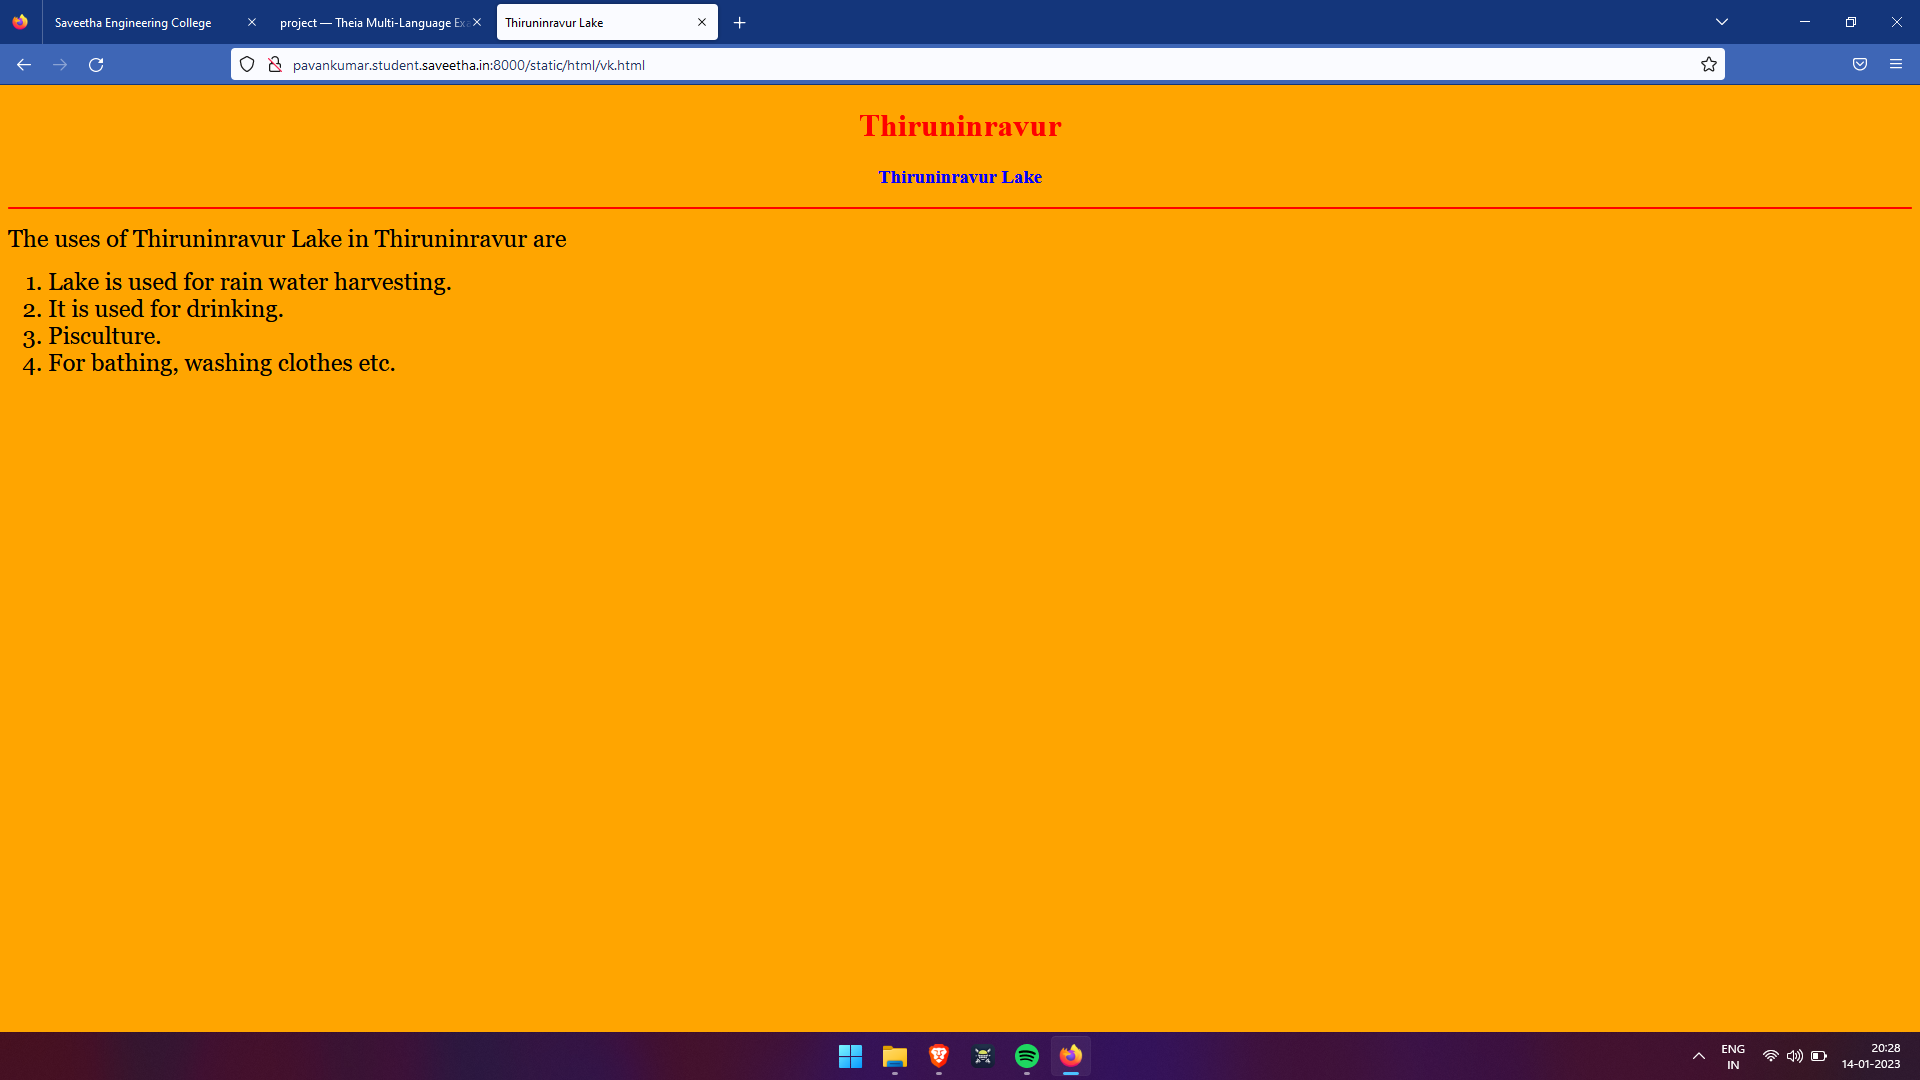 Saveetha Engineering College
project — Theia Multi-Language Exa
Thiruninravur Lake
pavankumar.student.saveetha.in:8000/static/html/vk.html
Thiruninravur
Thiruninravur Lake
The uses of Thiruninravur Lake in Thiruninravur are
1. Lake is used for rain water harvesting.
2. It is used for drinking.
3. Pisculture.
4. For bathing, washing clothes etc.
ENG
IN
20:28
14-01-2023